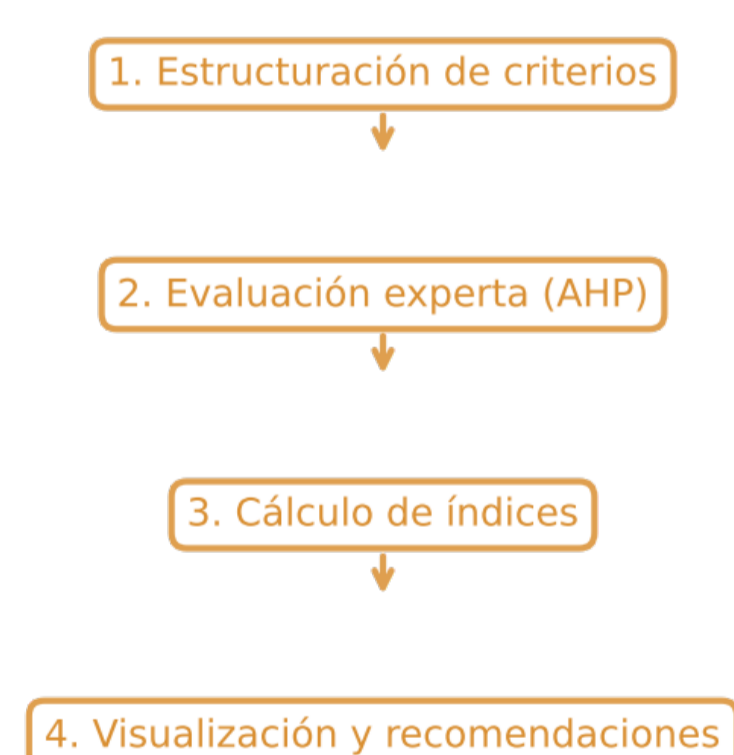 1. Estructuración de criterios
2. Evaluación experta (AHP)
3. Cálculo de índices
4. Visualización y recomendaciones